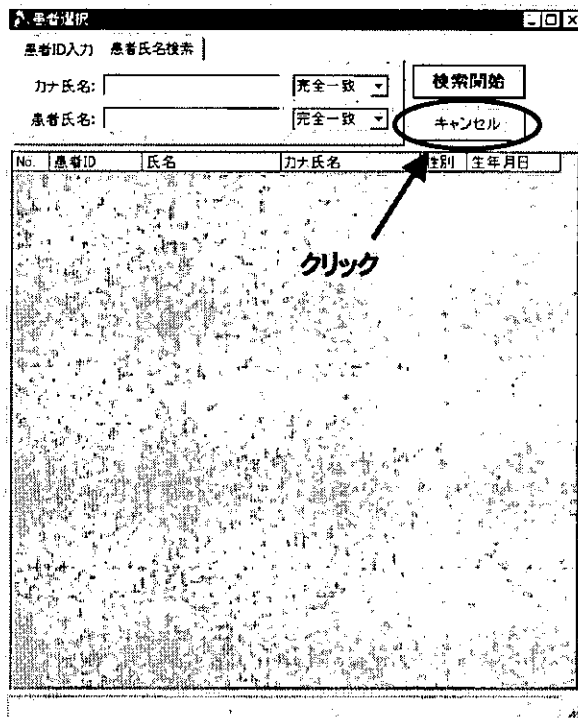 患者選択
患者ID入力 患者氏名検索
カナ氏名: 完全一致 検索開始
患者氏名: 完全一致 キャンセル
No. 患者ID 氏名 カナ氏名 性別 生年月日
クリック